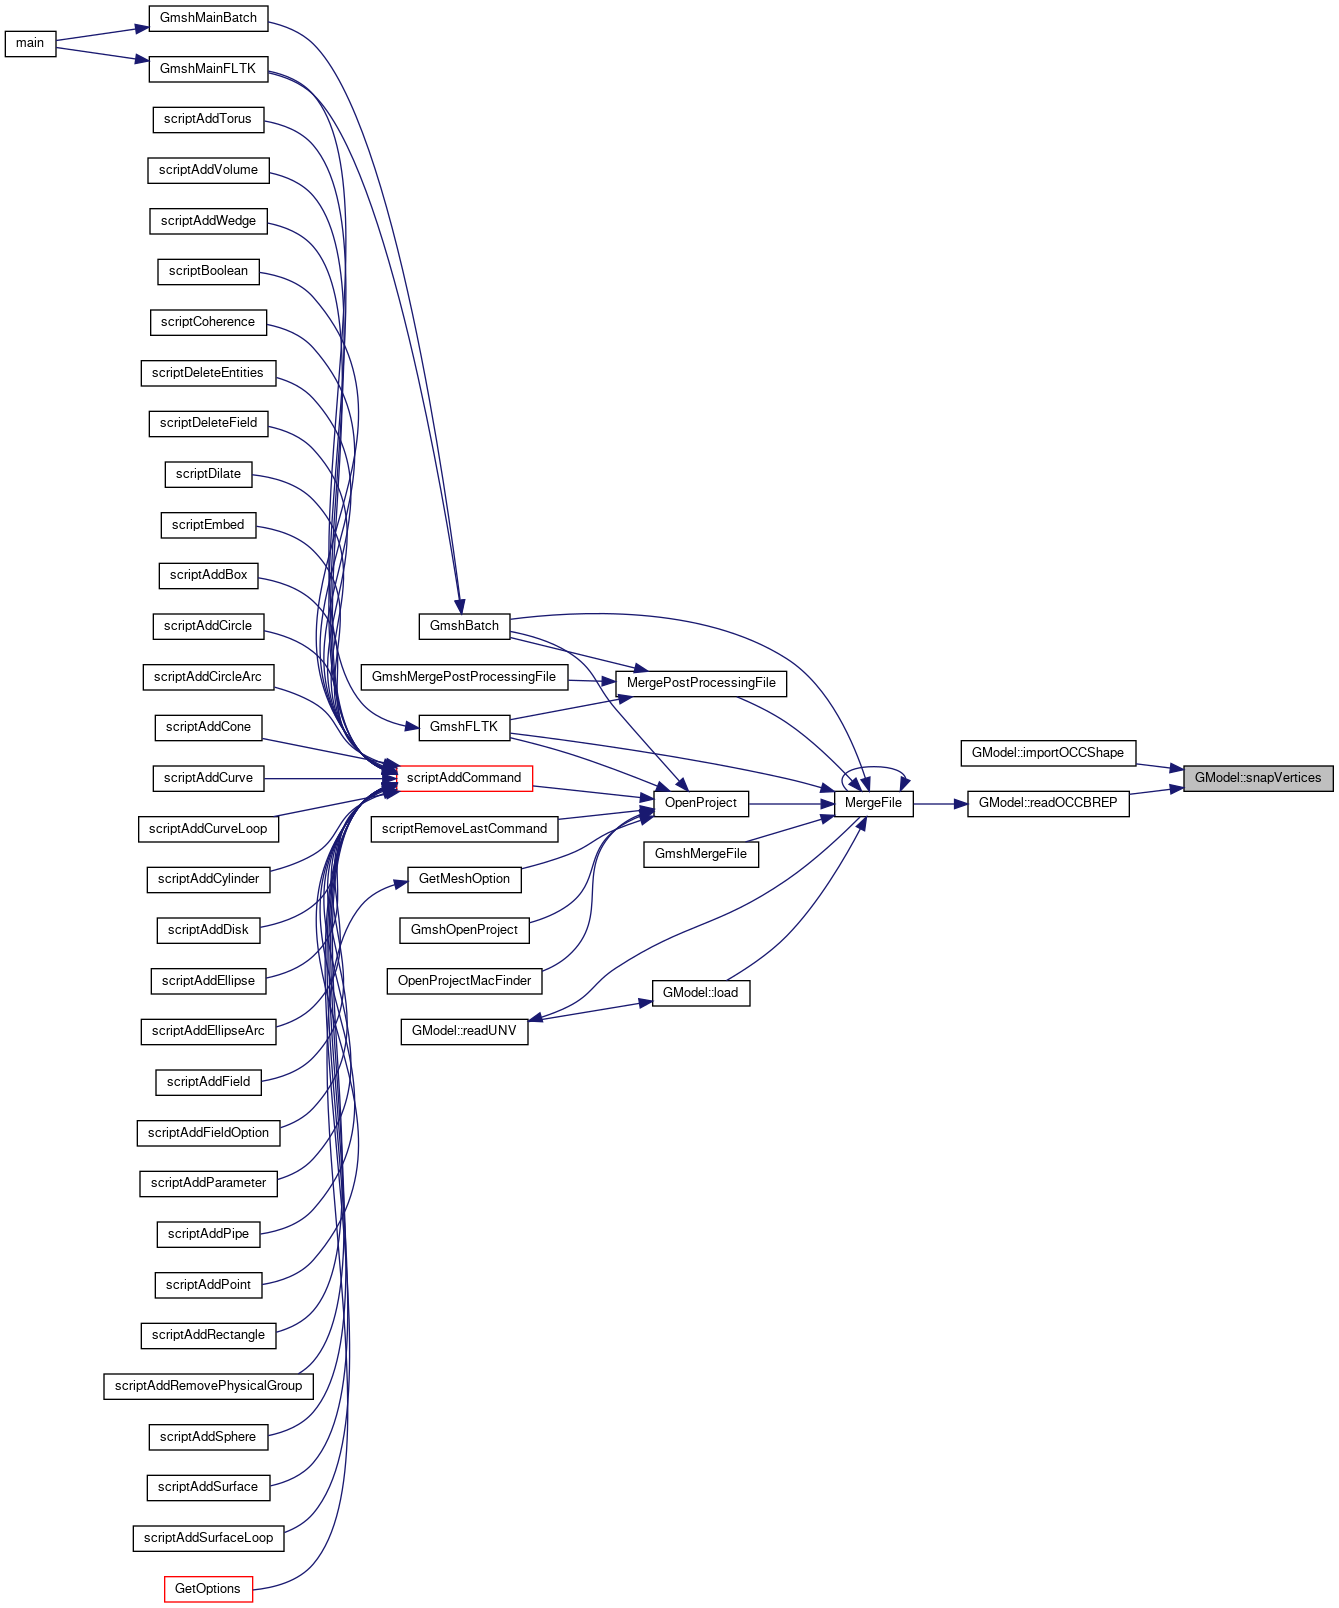 main
GmshMainBatch
GmshMainFLTK
scriptAddTorus
scriptAddVolume
scriptAddWedge
scriptBoolean
scriptCoherence
scriptDeleteEntities
scriptDeleteField
scriptDilate
scriptEmbed
scriptAddBox
scriptAddCircle
scriptAddCircleArc
scriptAddCone
scriptAddCurve
scriptAddCurveLoop
scriptAddCylinder
scriptAddDisk
scriptAddEllipse
scriptAddEllipseArc
scriptAddField
scriptAddFieldOption
scriptAddParameter
scriptAddPipe
scriptAddPoint
scriptAddRectangle
scriptAddRemovePhysicalGroup
scriptAddSphere
scriptAddSurface
scriptAddSurfaceLoop
GetOptions
GmshBatch
GmshMergePostProcessingFile
GmshFLTK
scriptAddCommand
scriptRemoveLastCommand
GetMeshOption
GmshOpenProject
OpenProjectMacFinder
GModel::readUNV
MergePostProcessingFile
OpenProject
GmshMergeFile
GModel::load
MergeFile
GModel::importOCCShape
GModel::readOCCBREP
GModel::snapVertices